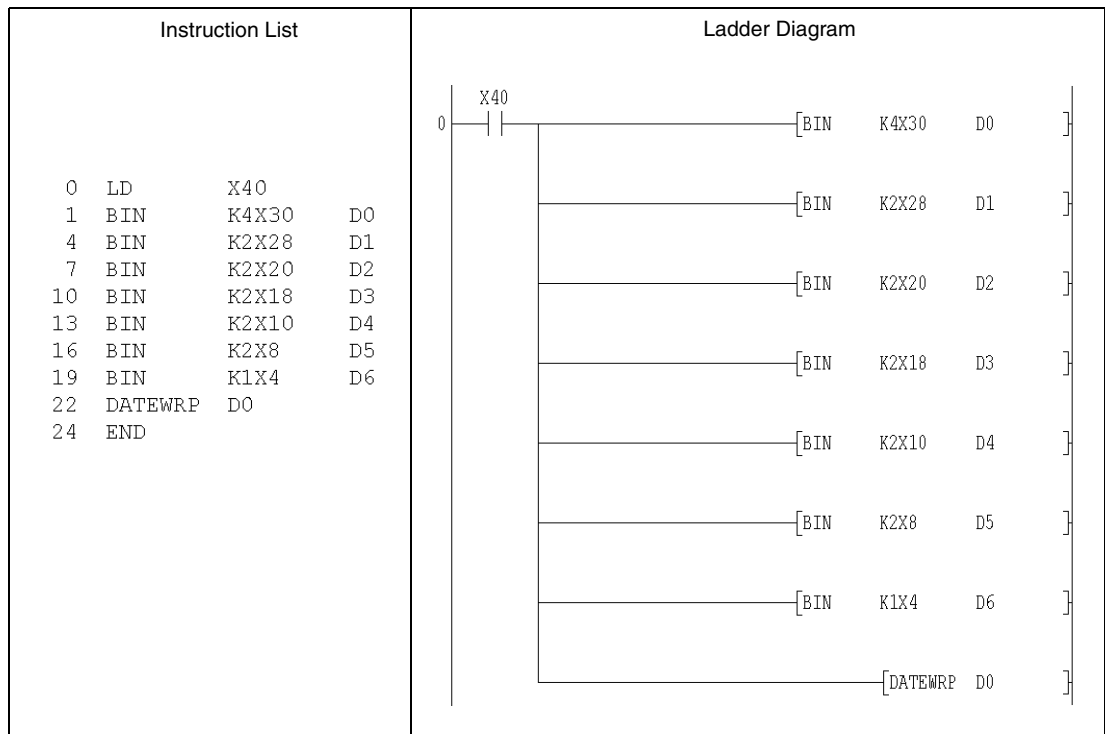 Instruction List
0 LD X40
1 BIN K4X30 D0
4 BIN K2X28 D1
7 BIN K2X20 D2
10 BIN K2X18 D3
13 BIN K2X10 D4
16 BIN K2X8 D5
19 BIN K1X4 D6
22 DATEWRP D0
24 END
Ladder Diagram
X40
0 [BIN K4X30 D0 ]
[BIN K2X28 D1 ]
[BIN K2X20 D2 ]
[BIN K2X18 D3 ]
[BIN K2X10 D4 ]
[BIN K2X8 D5 ]
[BIN K1X4 D6 ]
[DATEWRP D0 ]